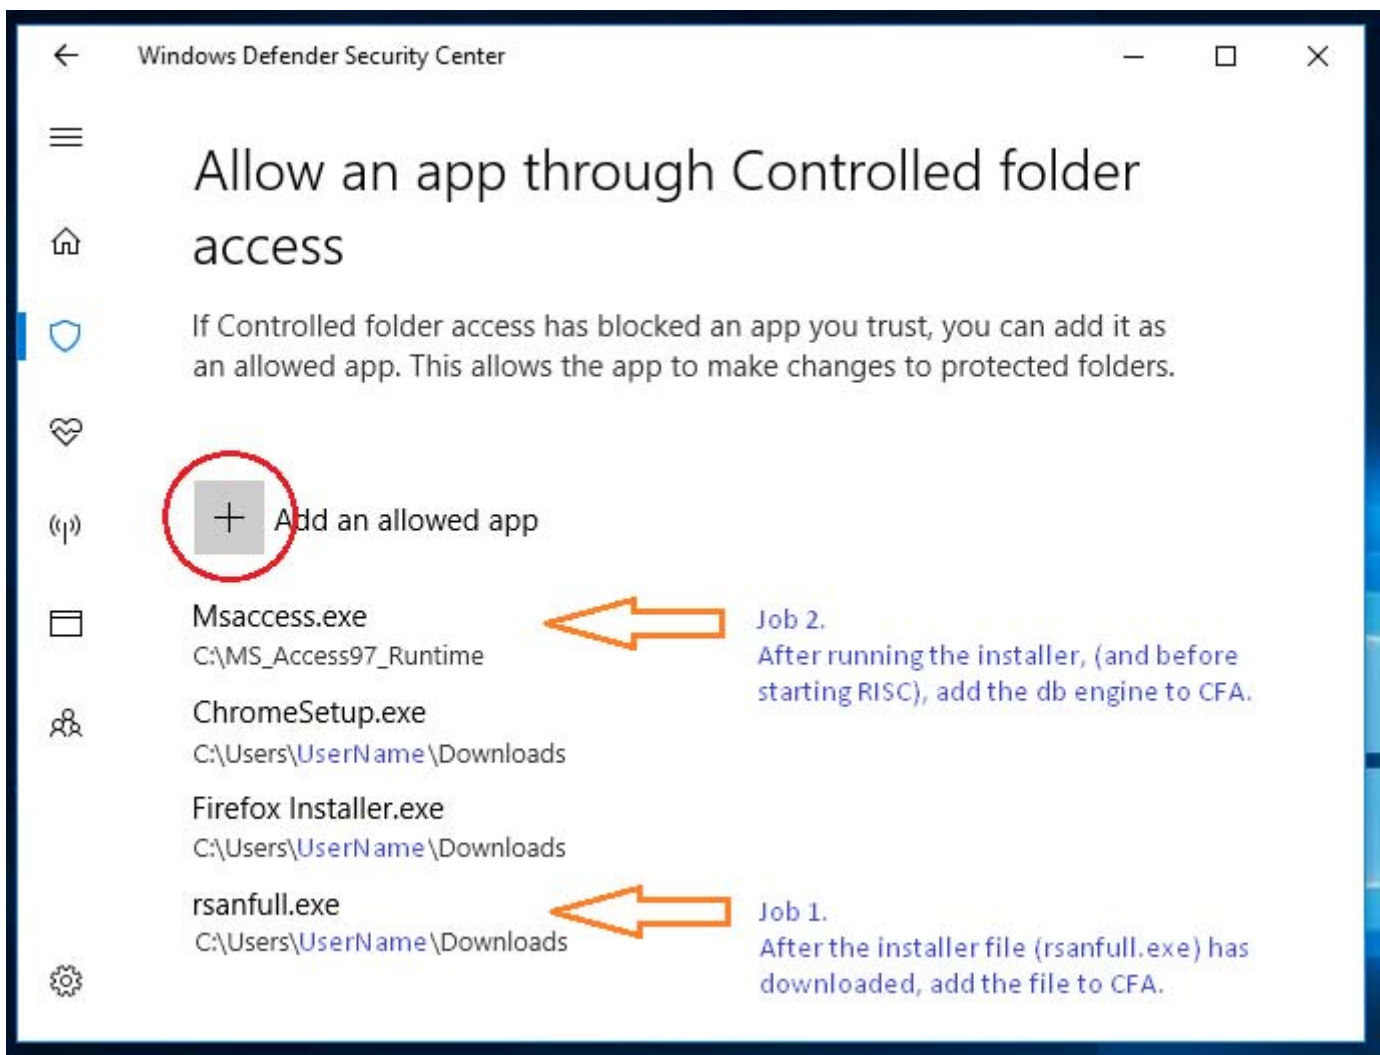 Windows Defender Security Center
Allow an app through Controlled folder
access
If Controlled folder access has blocked an app you trust, you can add it as
an allowed app. This allows the app to make changes to protected folders.
Add an allowed app
Msaccess.exe
C:\MS_Access97_Runtime
Job 2.
After running the installer, (and before
starting RISC), add the db engine to CFA.
ChromeSetup.exe
C:\Users\UserName\Downloads
Firefox Installer.exe
C:\Users\UserName\Downloads
rsanfull.exe
C:\Users\UserName\Downloads
Job 1.
After the installer file (rsanfull.exe) has
downloaded, add the file to CFA.